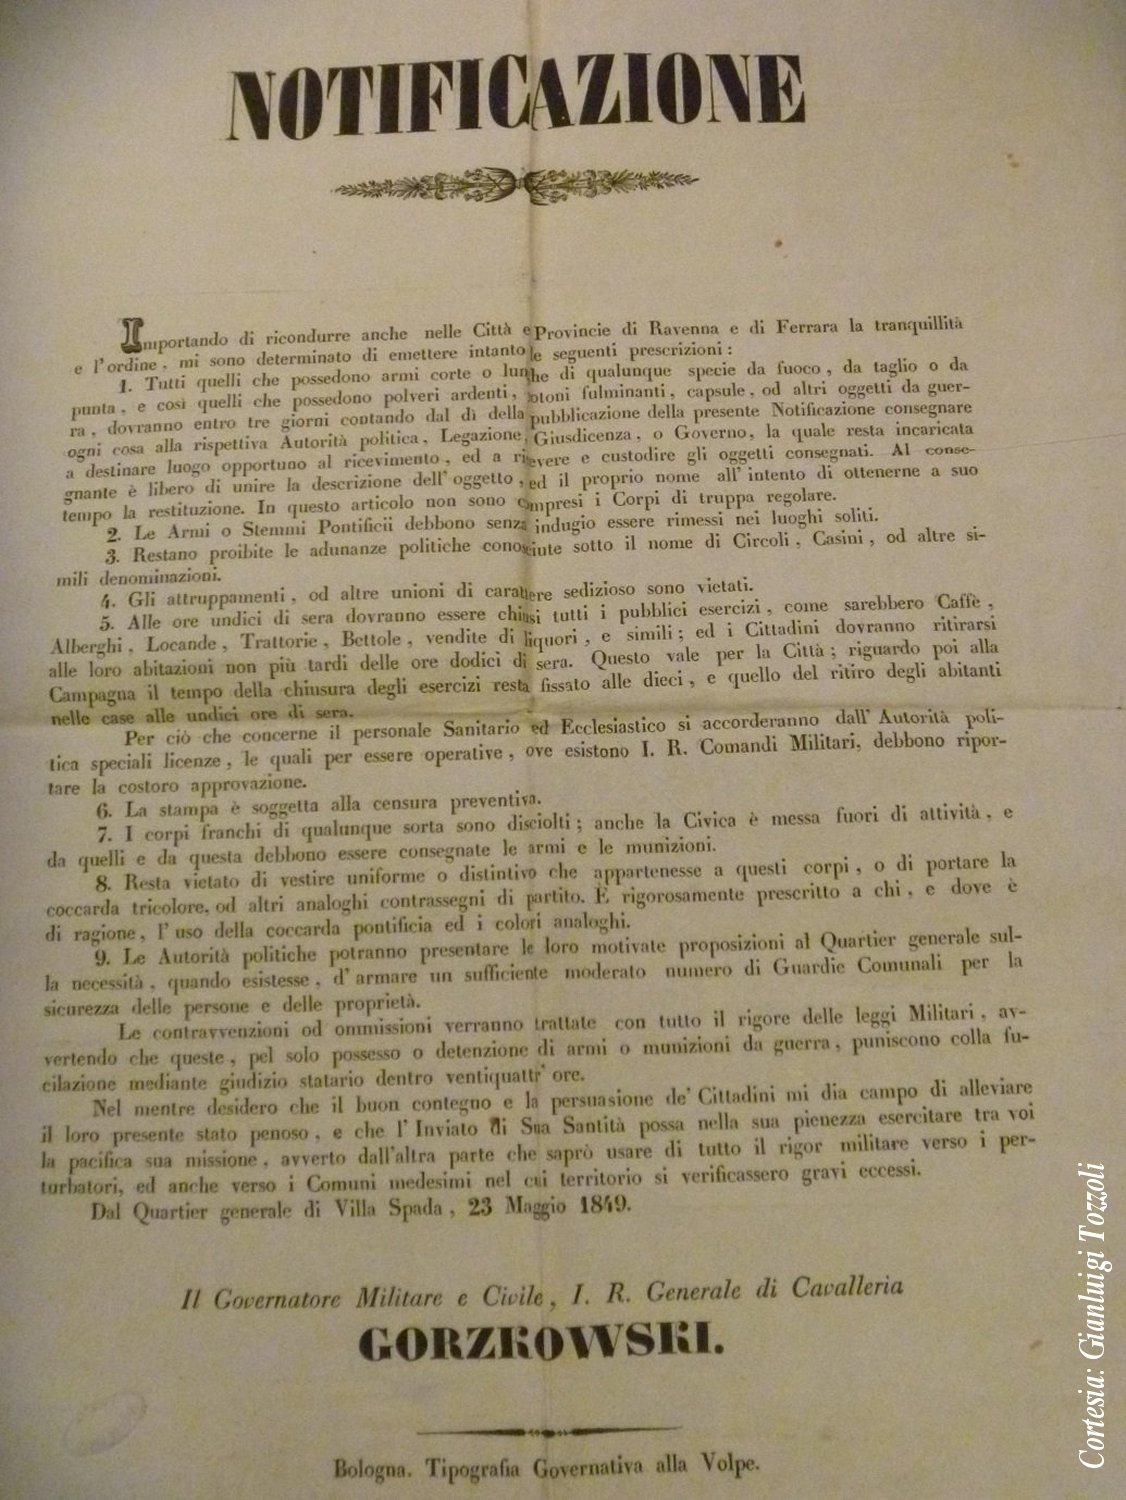 NOTIFICAZIONE
Importando di ricondurre anche nelle Città e Provincie di Ravenna e di Ferrara la tranquillità
e l'ordine, mi sono determinato di emettere intanto le seguenti prescrizioni:
1. Tutti quelli che possedono armi corte o lunghe di qualunque specie da fuoco, da taglio o da
punta, e così quelli che possedono polveri ardenti, otoni fulminanti, capsule, od altri oggetti da guer-
ra, dovranno entro tre giorni contando dal dì della pubblicazione della presente Notificazione consegnare
ogni cosa alla rispettiva Autorità politica, Legazione, Giusdicenza, o Governo, la quale resta incaricata
a destinare luogo opportuno al ricevimento, ed a ricevere e custodire gli oggetti consegnati. Al conse-
gnante è libero di unire la descrizione dell'oggetto, ed il proprio nome all'intento di ottenerne a suo
tempo la restituzione. In questo articolo non sono compresi i Corpi di truppa regolare.
2. Le Armi o Stemmi Pontificii debbono senza indugio essere rimessi nei luoghi soliti.
3. Restano proibite le adunanze politiche conosciute sotto il nome di Circoli, Casini, od altre si-
mili denominazioni.
4. Gli attruppamenti, od altre unioni di carattere sedizioso sono vietati.
5. Alle ore undici di sera dovranno essere chiusi tutti i pubblici esercizi, come sarebbero Caffè,
Alberghi, Locande, Trattorie, Bettole, vendite di liquori, e simili; ed i Cittadini dovranno ritirarsi
alle loro abitazioni non più tardi delle ore dodici di sera. Questo vale per la Città; riguardo poi alla
Campagna il tempo della chiusura degli esercizi resta fissato alle dieci, e quello del ritiro degli abitanti
nelle case alle undici ore di sera.
Per ciò che concerne il personale Sanitario ed Ecclesiastico si accorderanno dall'Autorità poli-
tica speciali licenze, le quali per essere operative, ove esistono I. R. Comandi Militari, debbono ripor-
tare la costoro approvazione.
6. La stampa è soggetta alla censura preventiva.
7. I corpi franchi di qualunque sorta sono disciolti; anche la Civica è messa fuori di attività, e
da quelli e da questa debbono essere consegnate le armi e le munizioni.
8. Resta vietato di vestire uniforme o distintivo che appartenesse a questi corpi, o di portare la
coccarda tricolore, od altri analoghi contrassegni di partito. È rigorosamente prescritto a chi, e dove è
di ragione, l'uso della coccarda pontificia ed i colori analoghi.
9. Le Autorità politiche potranno presentare le loro motivate proposizioni al Quartier generale sul-
la necessità, quando esistesse, d'armare un sufficiente moderato numero di Guardie Comunali per la
sicurezza delle persone e delle proprietà.
Le contravvenzioni od ommissioni verranno trattate con tutto il rigore delle leggi Militari, av-
vertendo che queste, pel solo possesso o detenzione di armi o munizioni da guerra, puniscono colla fu-
cilazione mediante giudizio statario dentro ventiquattr'ore.
Nel mentre desidero che il buon contegno e la persuasione de' Cittadini mi dia campo di alleviare
il loro presente stato penoso, e che l'Inviato di Sua Santità possa nella sua pienezza esercitare tra voi
la pacifica sua missione, avverto dall'altra parte che saprò usare di tutto il rigor militare verso i per-
turbatori, ed anche verso i Comuni medesimi nel cui territorio si verificassero gravi eccessi.
Dal Quartier generale di Villa Spada, 23 Maggio 1849.
Il Governatore Militare e Civile, I. R. Generale di Cavalleria
GORZKOWSKI.
Bologna. Tipografia Governativa alla Volpe.
Cortesia: Gianluigi Tozzoli